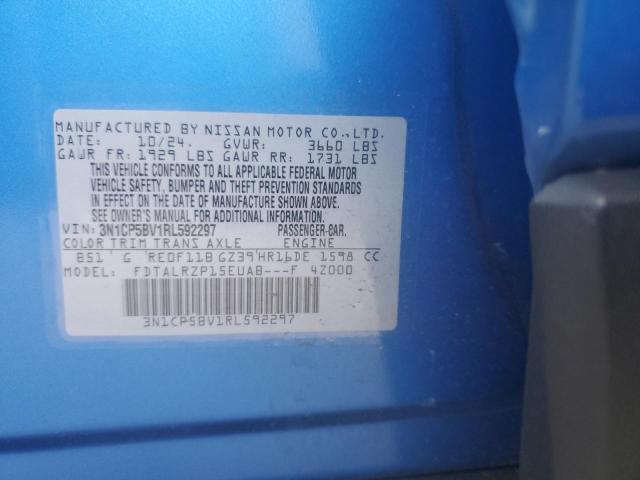 MANUFACTURED BY NISSAN MOTOR CO., LTD.
DATE: 10/24. GVWR: 3660 LBS
GAWR FR: 1929 LBS GAWR RR: 1731 LBS
THIS VEHICLE CONFORMS TO ALL APPLICABLE FEDERAL MOTOR
VEHICLE SAFETY, BUMPER AND THEFT PREVENTION STANDARDS
IN EFFECT ON THE DATE OF MANUFACTURE SHOWN ABOVE.
SEE OWNER'S MANUAL FOR ADDITIONAL INFORMATION.
VIN: 3N1CP5BV1RL592297 PASSENGER-CAR.
COLOR TRIM TRANS AXLE ENGINE
B51 ' G 'RE0F11B GZ39'HR16DE 1598 CC
FDTALRZP15EUAB---F 4Z000
3N1CP5BV1RL592297